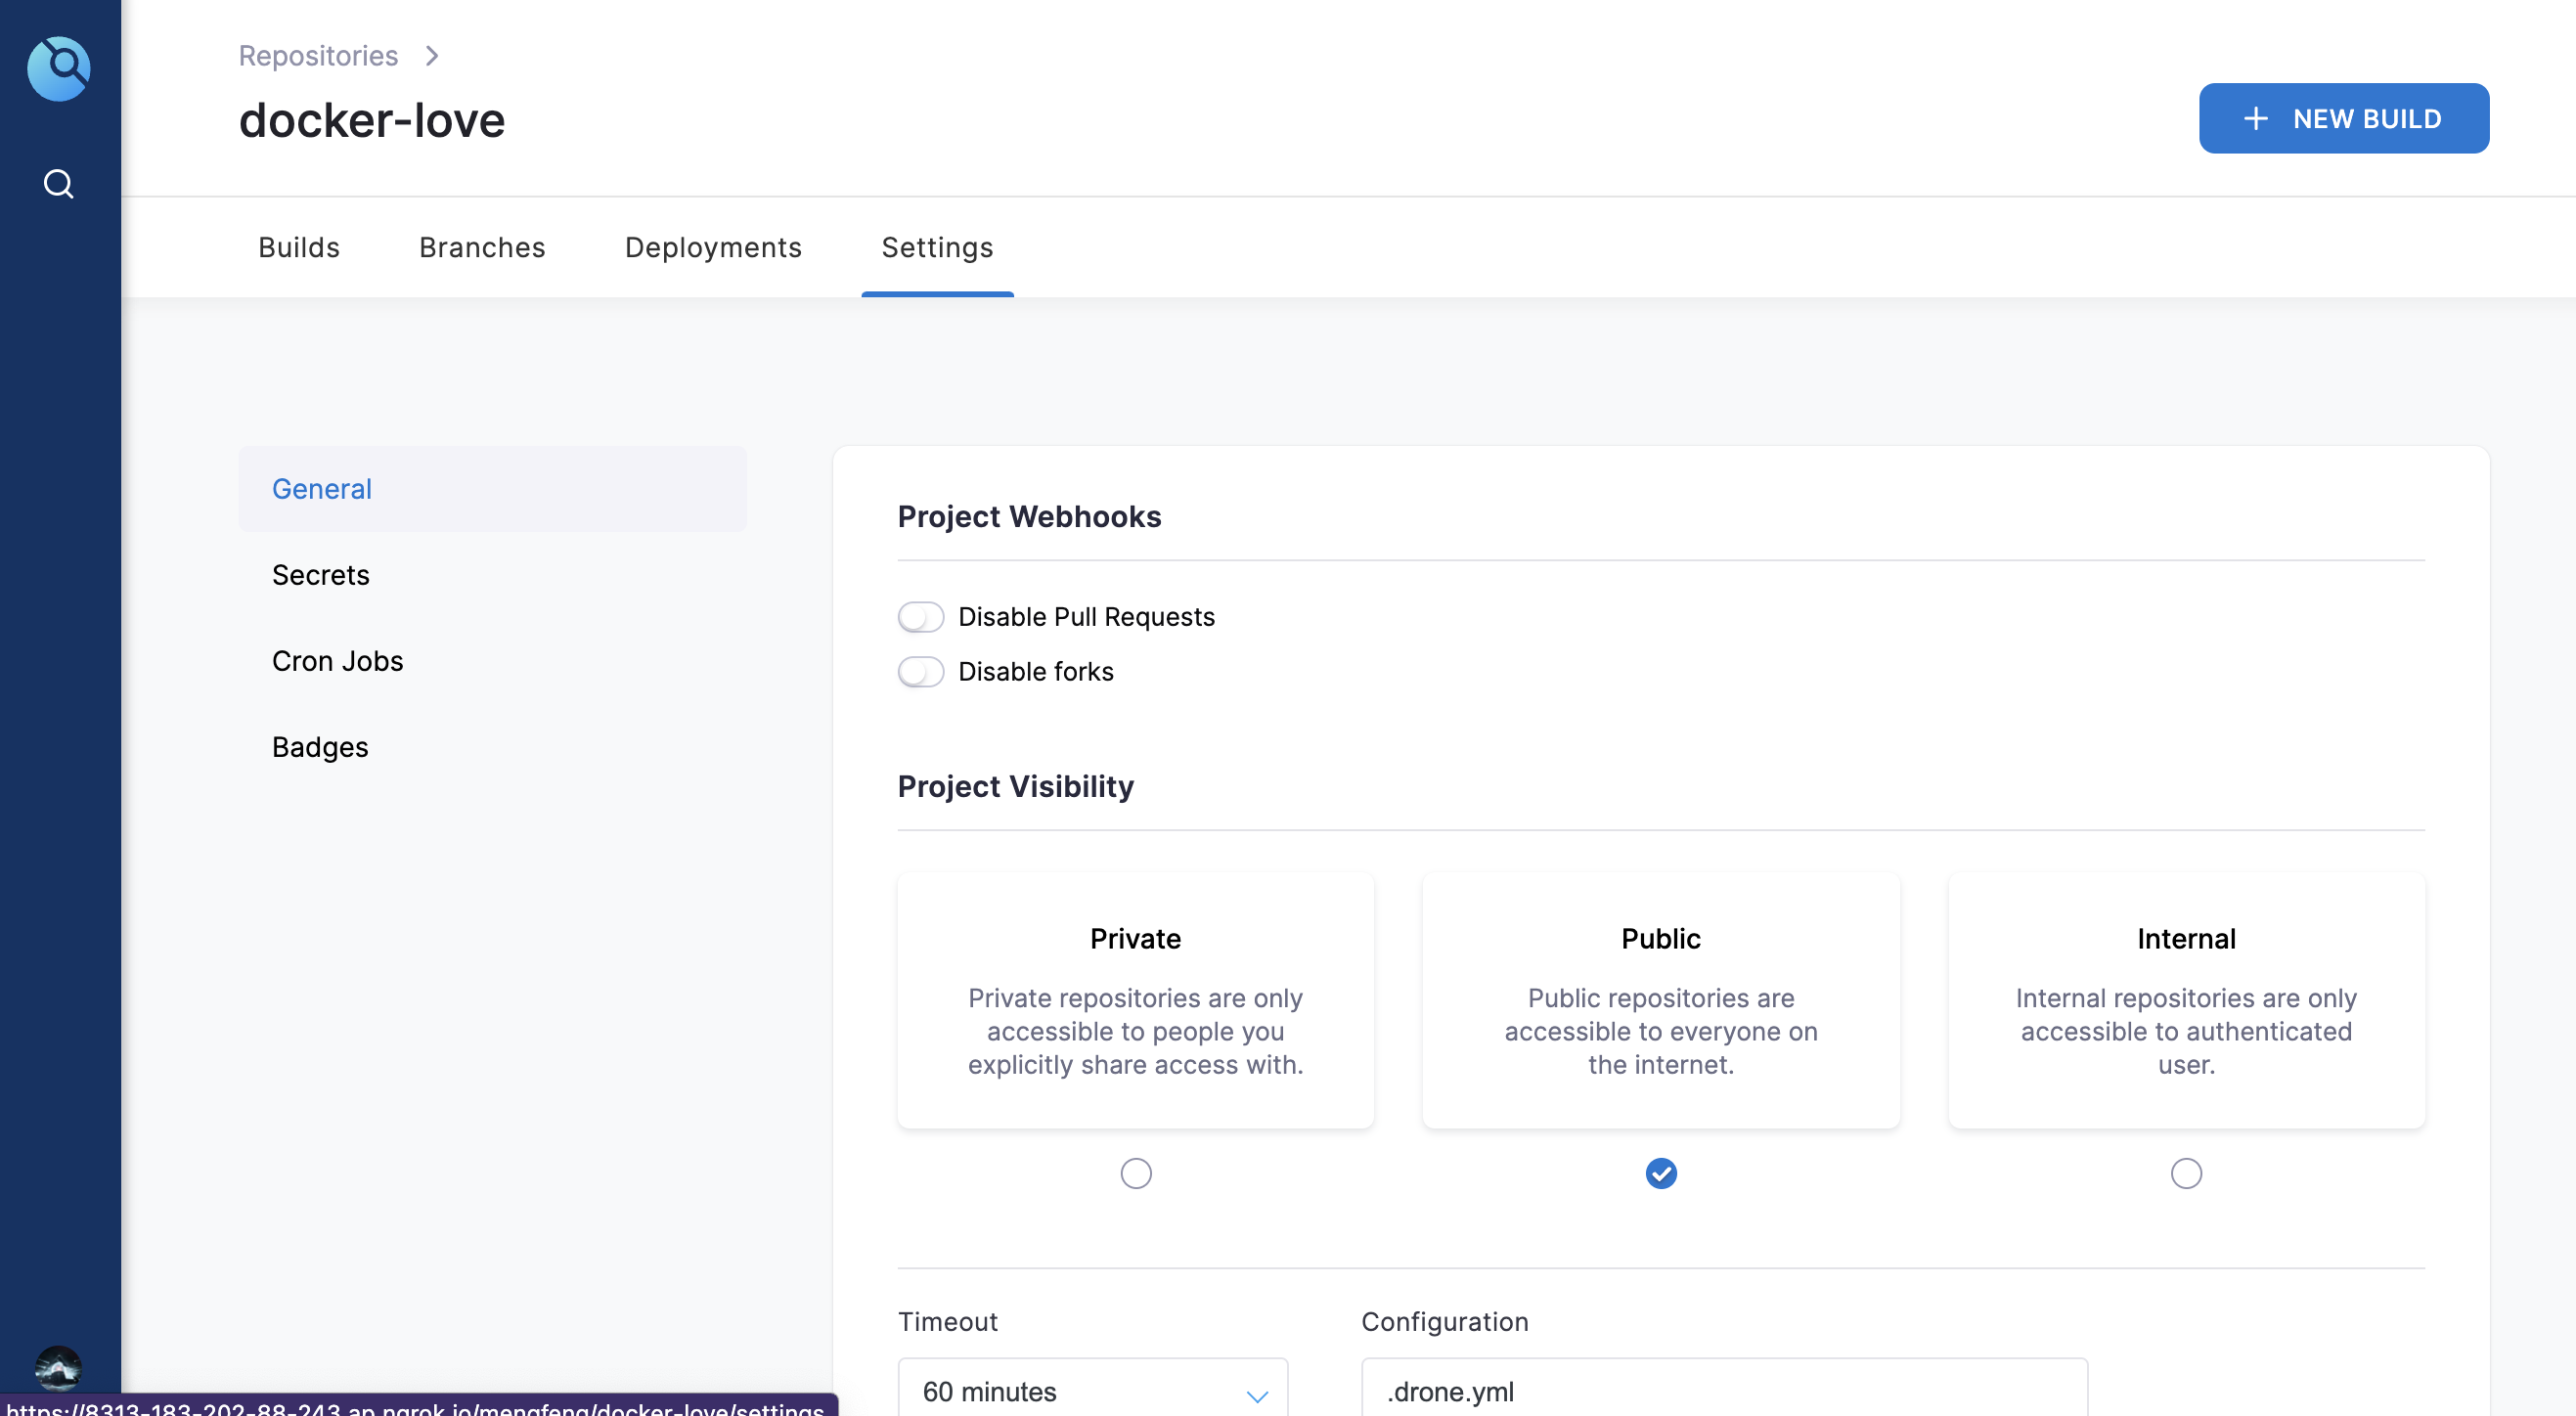 Repositories
docker-love
NEW BUILD
Builds
Branches
Deployments
Settings
General
Secrets
Cron Jobs
Badges
Project Webhooks
Disable Pull Requests
Disable forks
Project Visibility
Private
Private repositories are only
accessible to people you
explicitly share access with.
Public
Public repositories are
accessible to everyone on
the internet.
Internal
Internal repositories are only
accessible to authenticated
user.
Timeout
Configuration
60 minutes
.drone.yml
https://8313-183-202-88-243.ap.ngrok.io/mengfeng/docker-love/settings